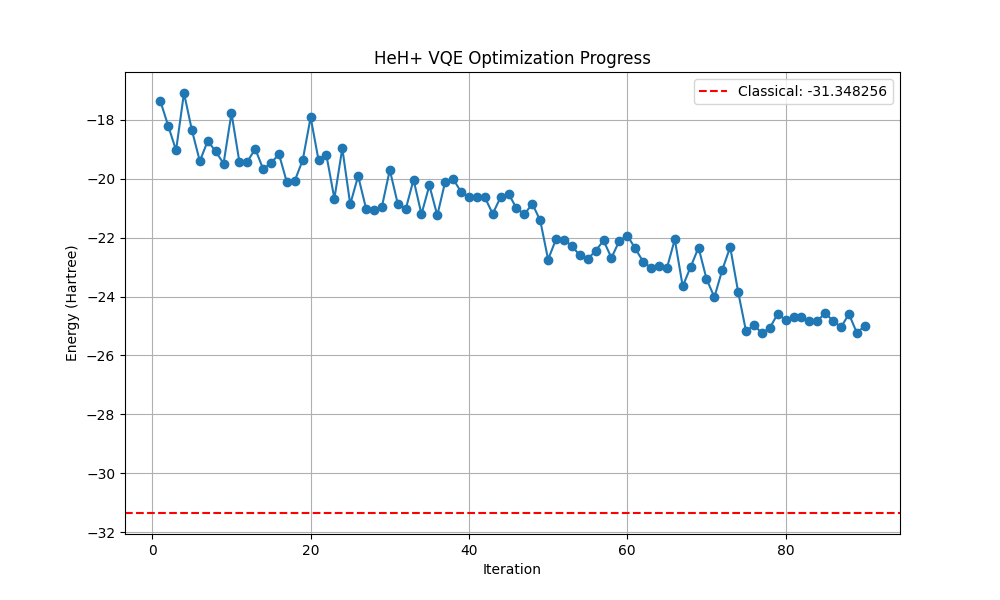 HeH+ VQE Optimization Progress
Classical: -31.348256
Energy (Hartree)
−18
−20
−22
−24
−26
−28
−30
−32
0 20 40 60 80
Iteration